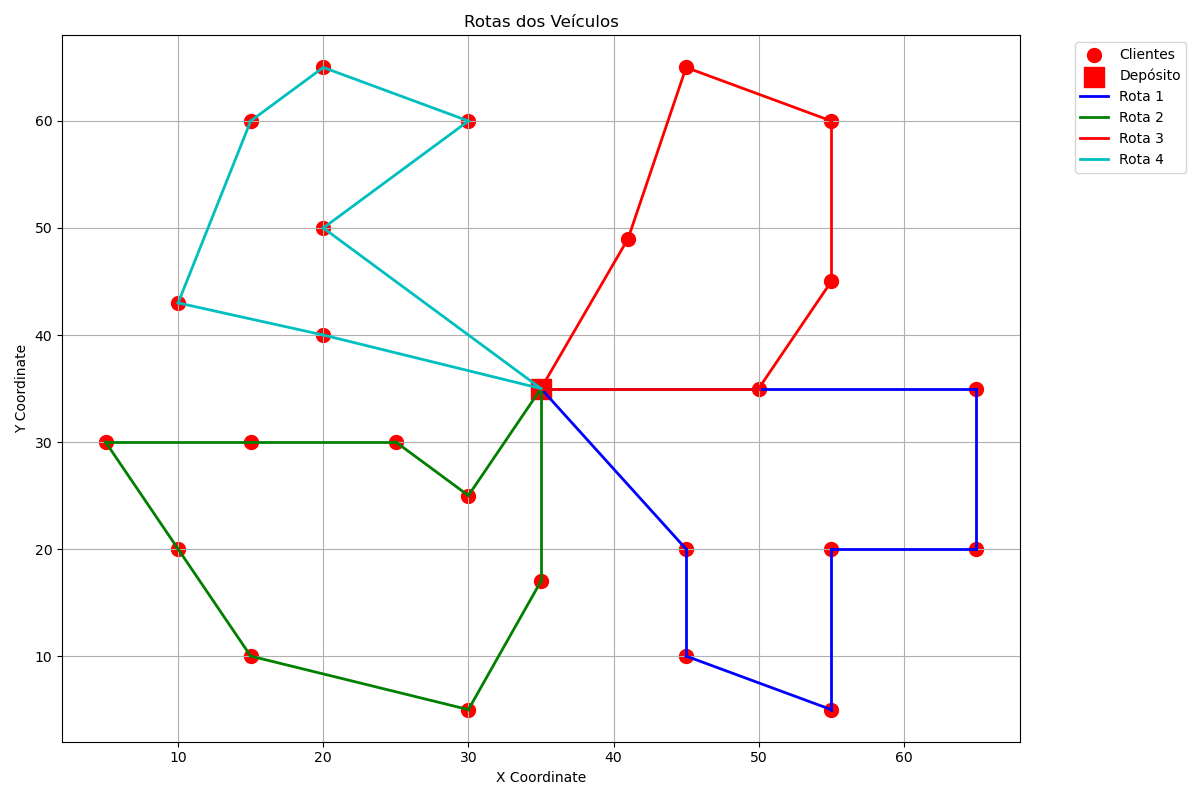 Rotas dos Veículos
Clientes
Depósito
Rota 1
Rota 2
Rota 3
Rota 4
Y Coordinate
60
50
40
30
20
10
10 20 30 40 50 60
X Coordinate